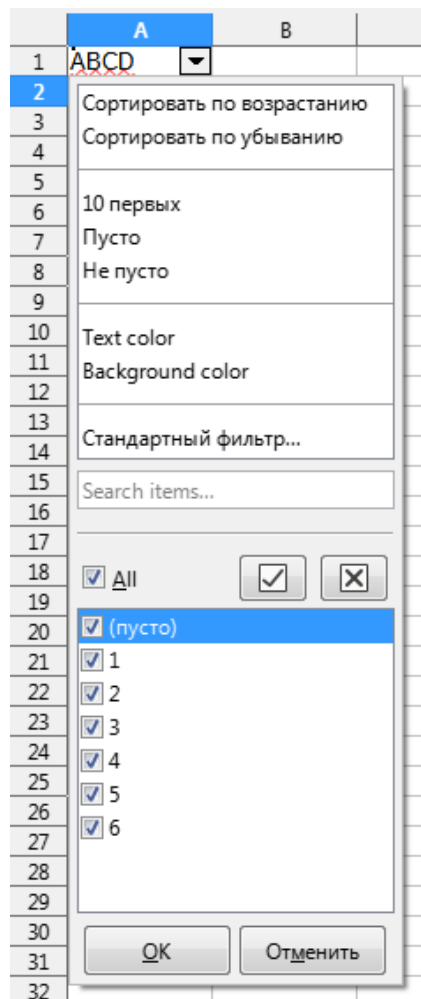 A B
1 ABCD
2
3
4
5
6
7
8
9
10
11
12
13
14
15
16
17
18
19
20
21
22
23
24
25
26
27
28
29
30
31
32
Сортировать по возрастанию
Сортировать по убыванию
10 первых
Пусто
Не пусто
Text color
Background color
Стандартный фильтр...
Search items...
All
(пусто)
1
2
3
4
5
6
OK Отменить